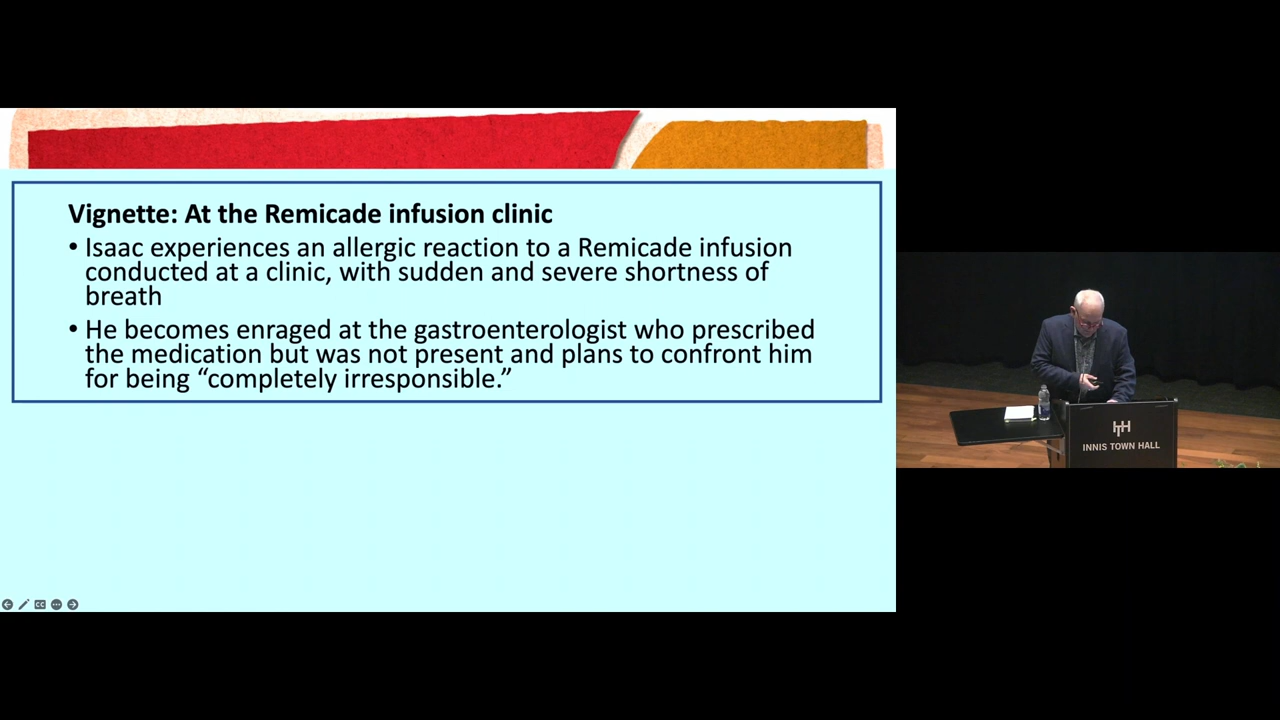 Vignette: At the Remicade infusion clinic
• Isaac experiences an allergic reaction to a Remicade infusion
conducted at a clinic, with sudden and severe shortness of
breath
• He becomes enraged at the gastroenterologist who prescribed
the medication but was not present and plans to confront him
for being “completely irresponsible.”
INNIS TOWN HALL